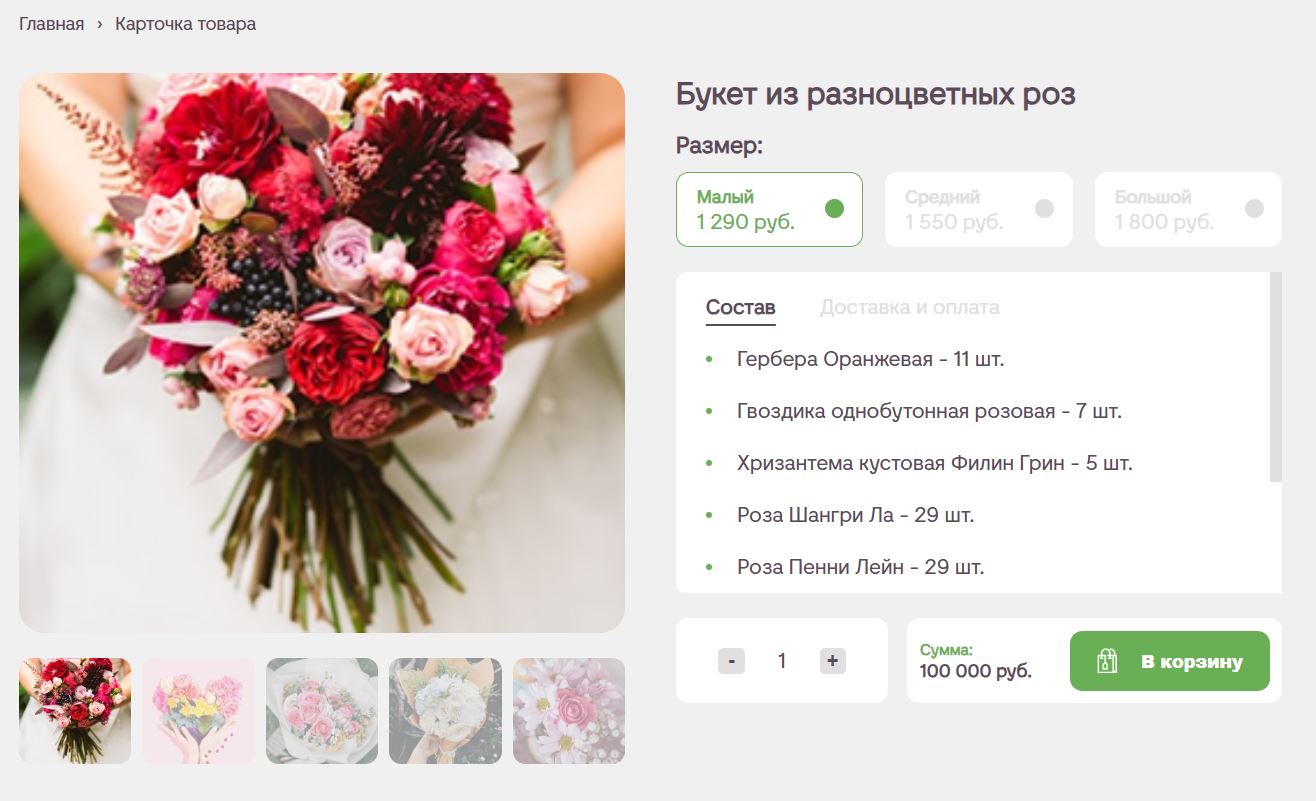 Главная › Карточка товара
Букет из разноцветных роз
Размер:
Малый
1 290 руб.
Средний
1 550 руб.
Большой
1 800 руб.
Состав
Доставка и оплата
• Гербера Оранжевая - 11 шт.
• Гвоздика однобутонная розовая - 7 шт.
• Хризантема кустовая Филин Грин - 5 шт.
• Роза Шангри Ла - 29 шт.
• Роза Пенни Лейн - 29 шт.
- 1 +
Сумма:
100 000 руб.
В корзину